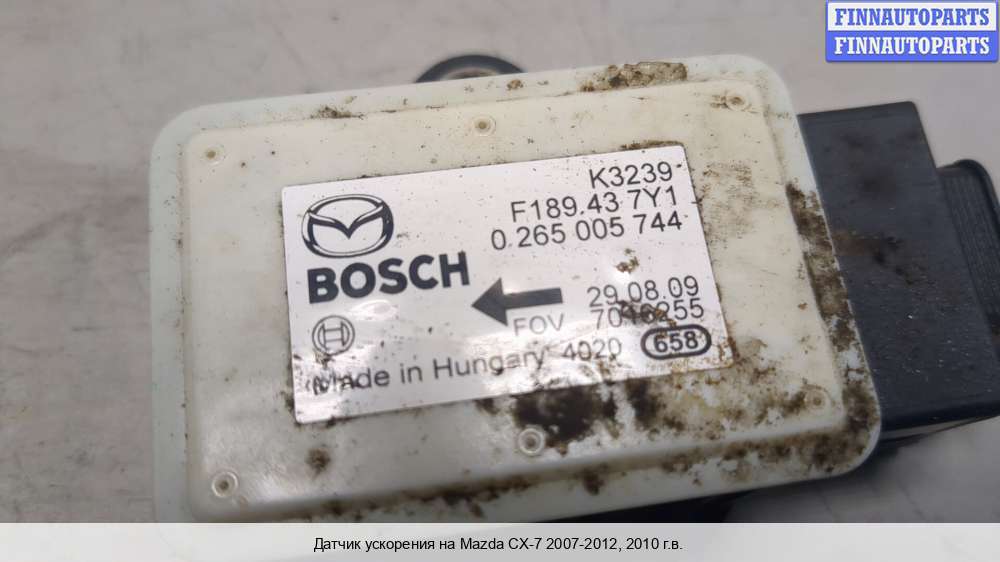 FINNAUTOPARTS
FINNAUTOPARTS
K3239
F189.43 7Y1
0 265 005 744
BOSCH
29.08.09
FOV 7016255
Made in Hungary 4020 658
Датчик ускорения на Mazda CX-7 2007-2012, 2010 г.в.